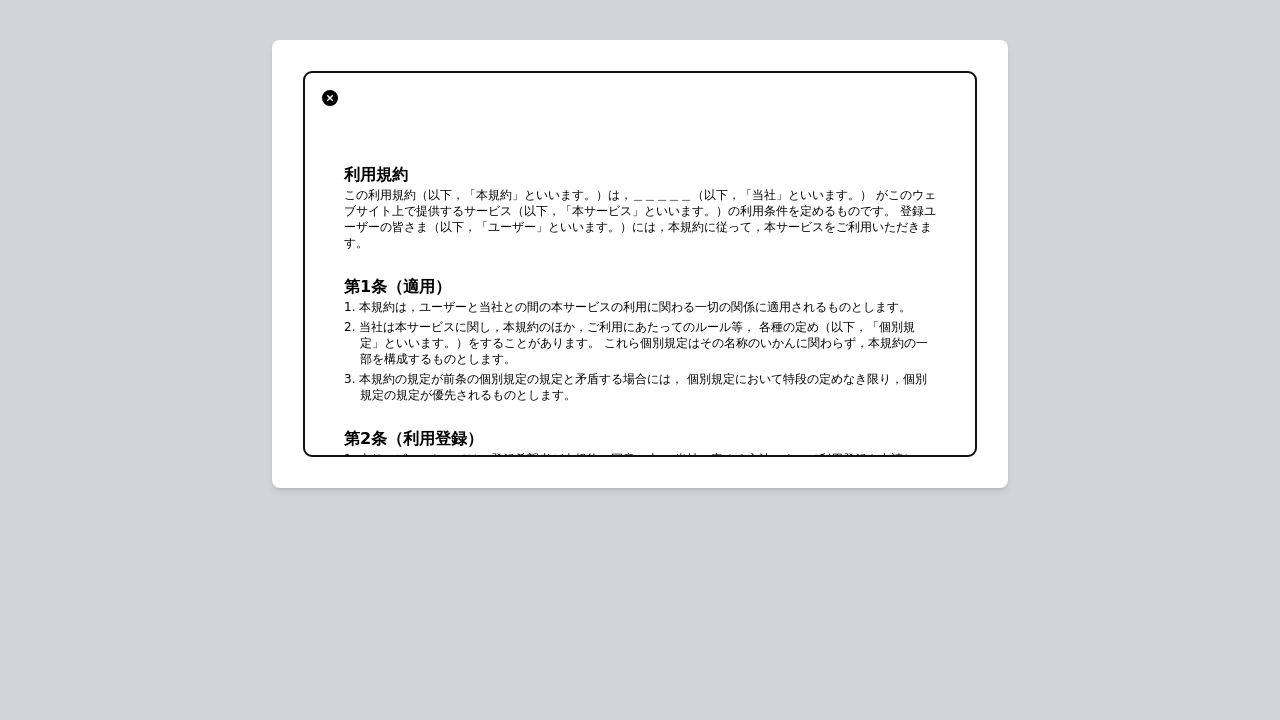 利用規約
この利用規約（以下，「本規約」といいます。）は，＿＿＿＿＿（以下，「当社」といいます。） がこのウェ
ブサイト上で提供するサービス（以下，「本サービス」といいます。）の利用条件を定めるものです。 登録ユ
ーザーの皆さま（以下，「ユーザー」といいます。）には，本規約に従って，本サービスをご利用いただきま
す。
第1条（適用）
1. 本規約は，ユーザーと当社との間の本サービスの利用に関わる一切の関係に適用されるものとします。
2. 当社は本サービスに関し，本規約のほか，ご利用にあたってのルール等， 各種の定め（以下，「個別規
定」といいます。）をすることがあります。 これら個別規定はその名称のいかんに関わらず，本規約の一
部を構成するものとします。
3. 本規約の規定が前条の個別規定の規定と矛盾する場合には， 個別規定において特段の定めなき限り，個別
規定の規定が優先されるものとします。
第2条（利用登録）